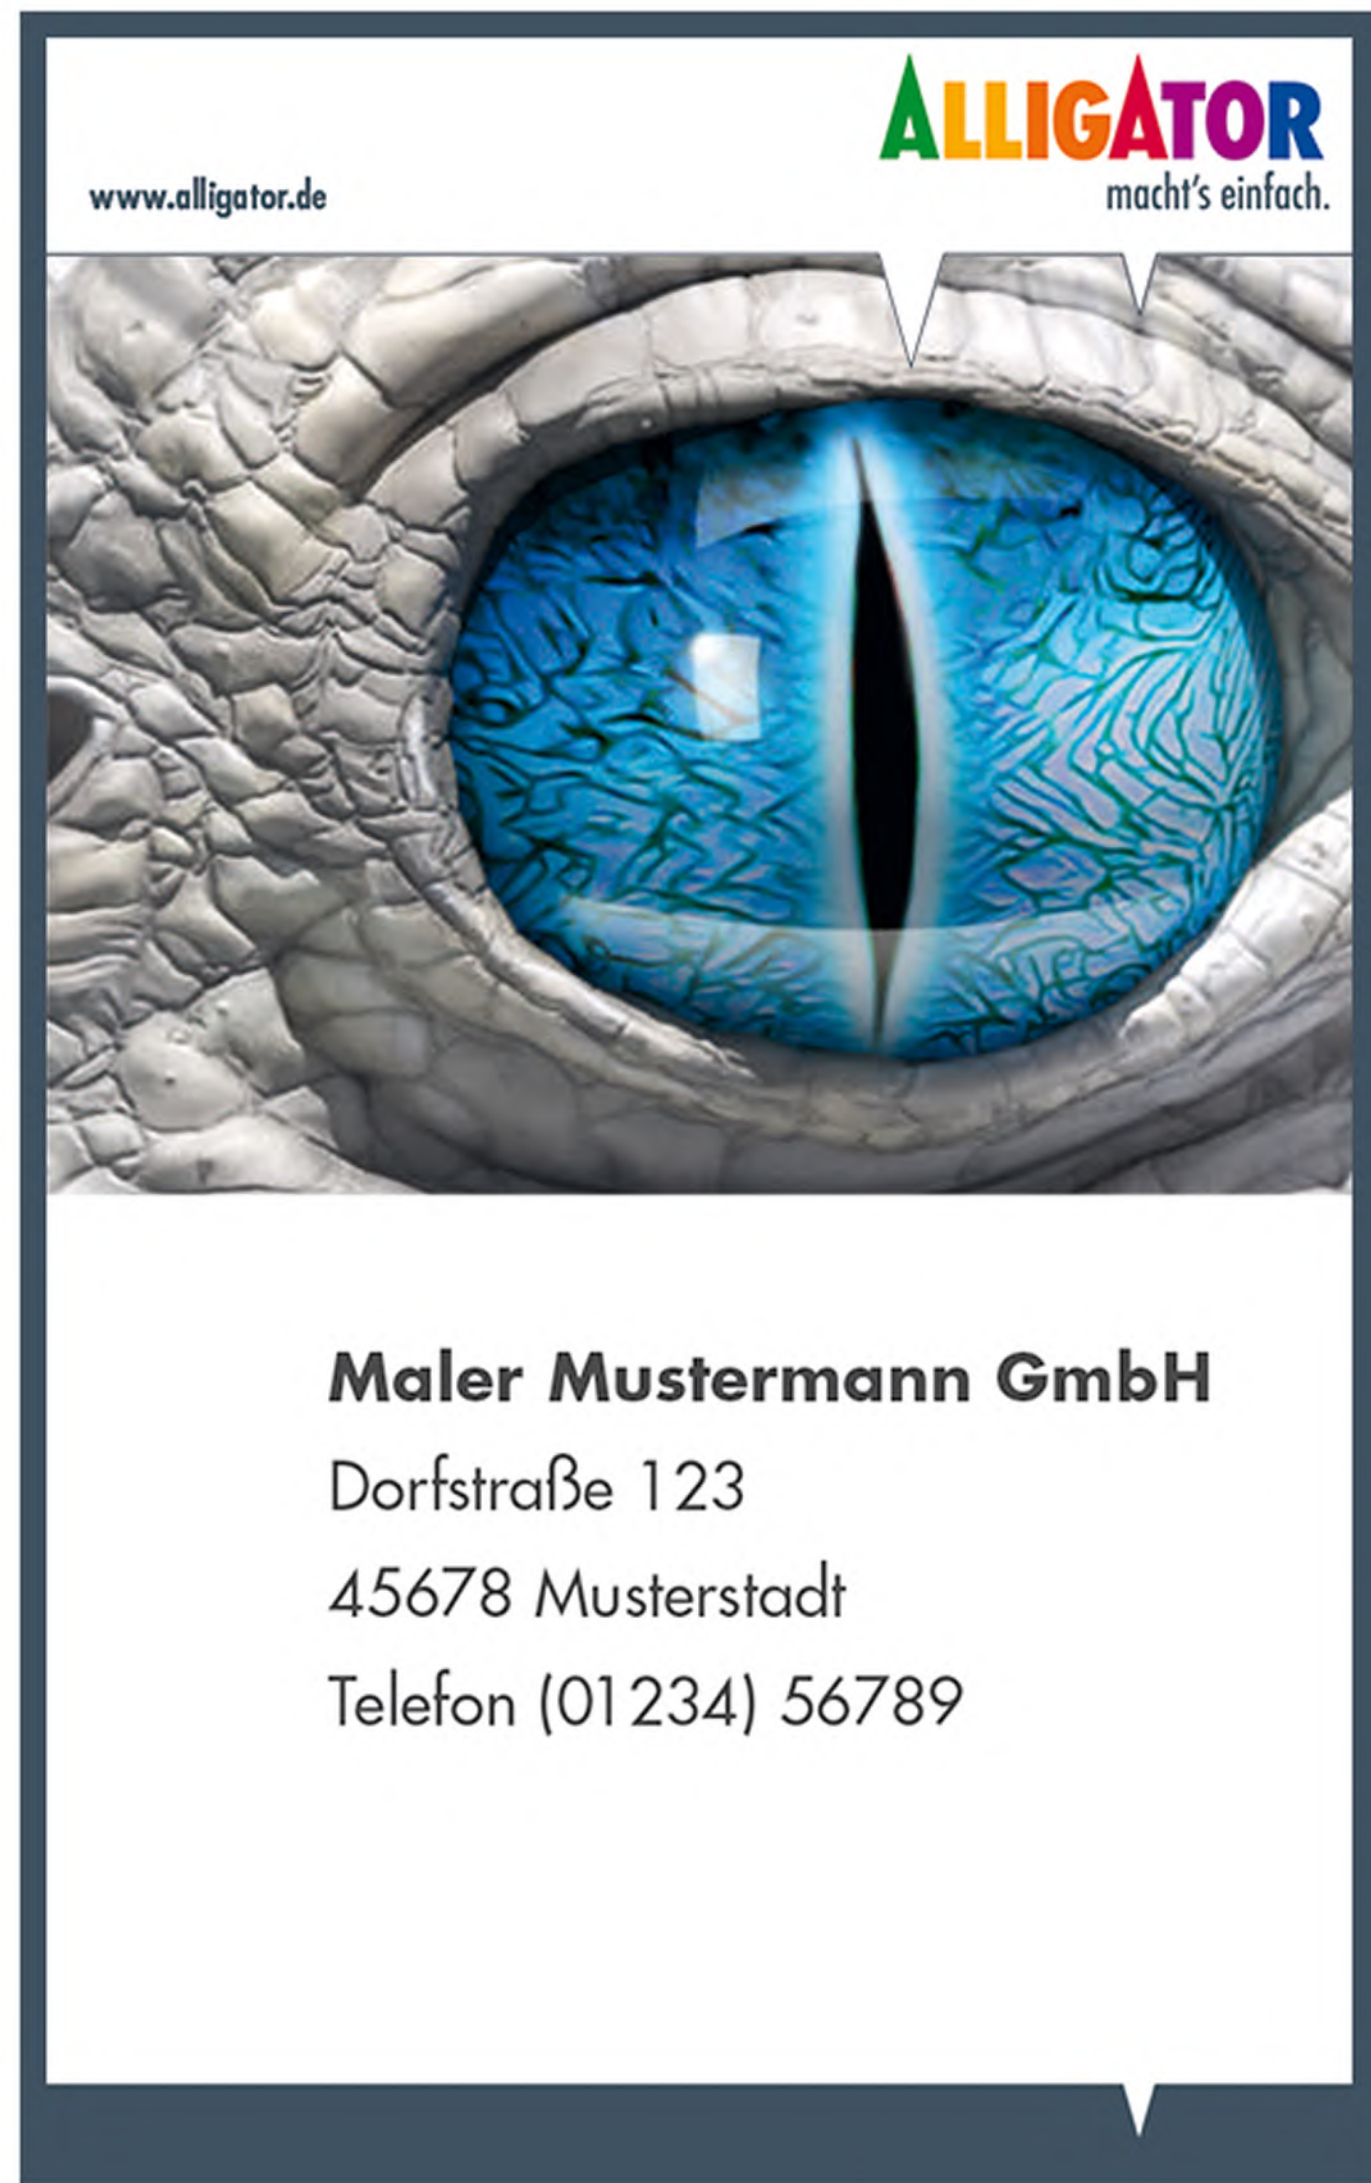 ALLIGATOR
macht's einfach.
www.alligator.de
Maler Mustermann GmbH
Dorfstraße 123
45678 Musterstadt
Telefon (01234) 56789